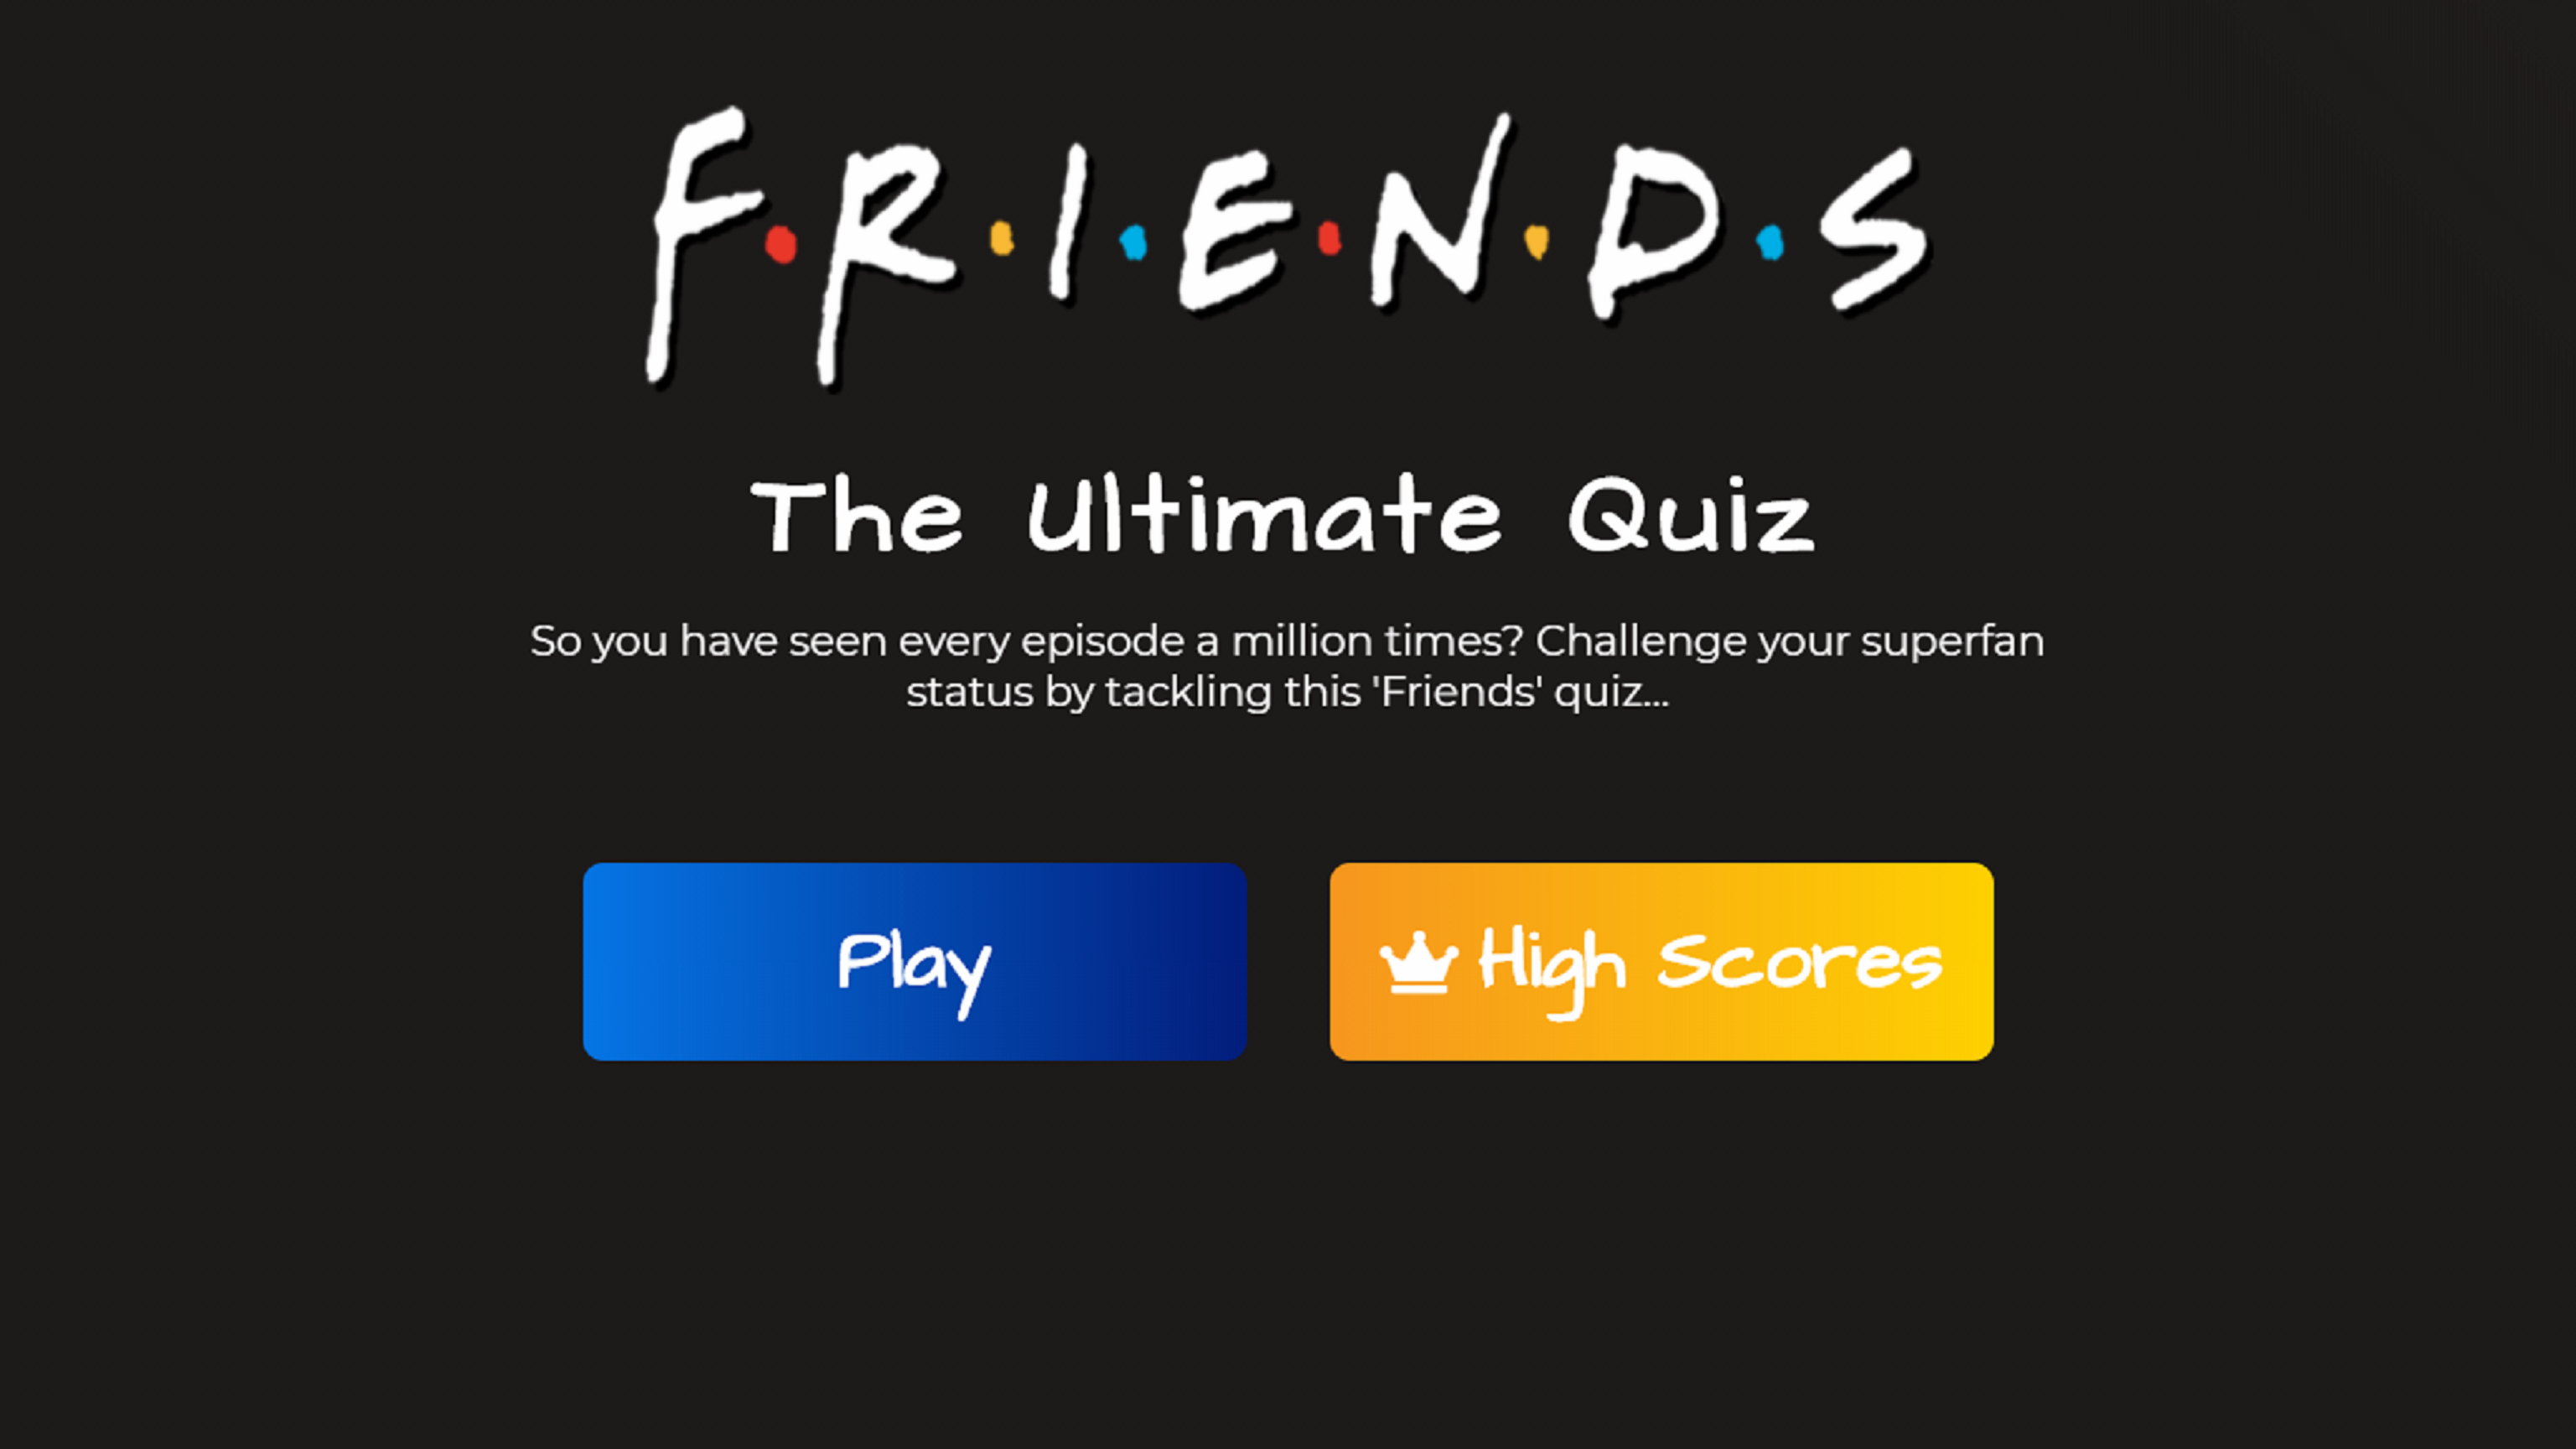 F·R·I·E·N·D·S
The Ultimate Quiz
So you have seen every episode a million times? Challenge your superfan
status by tackling this 'Friends' quiz...
Play
High Scores